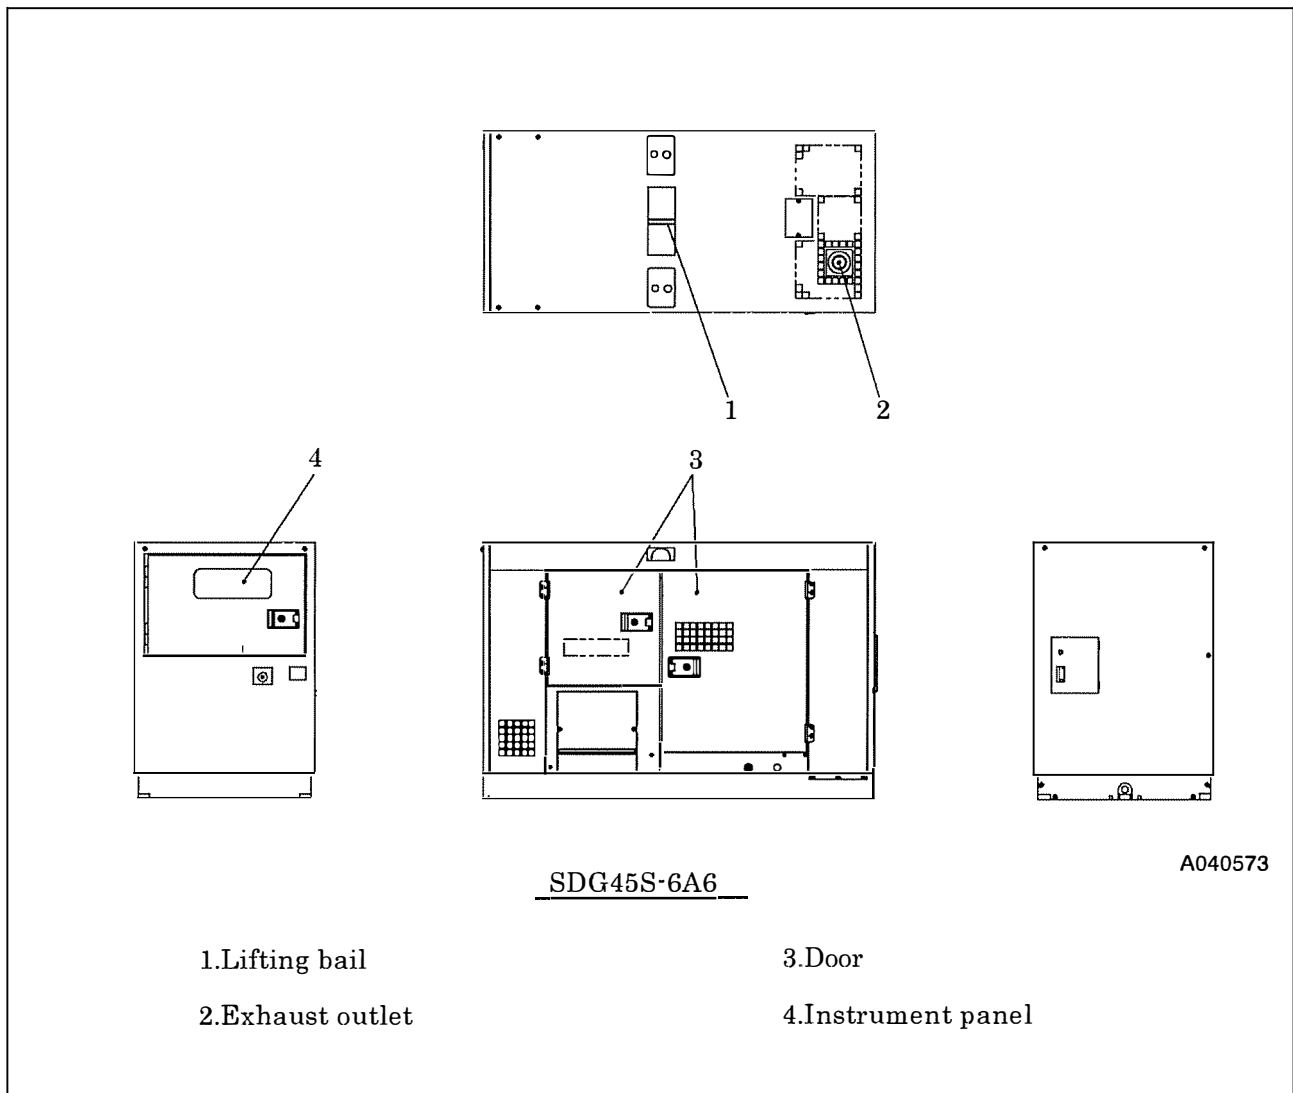 1
2
4
3
A040573
SDG45S-6A6
1.Lifting bail
3.Door
2.Exhaust outlet
4.Instrument panel